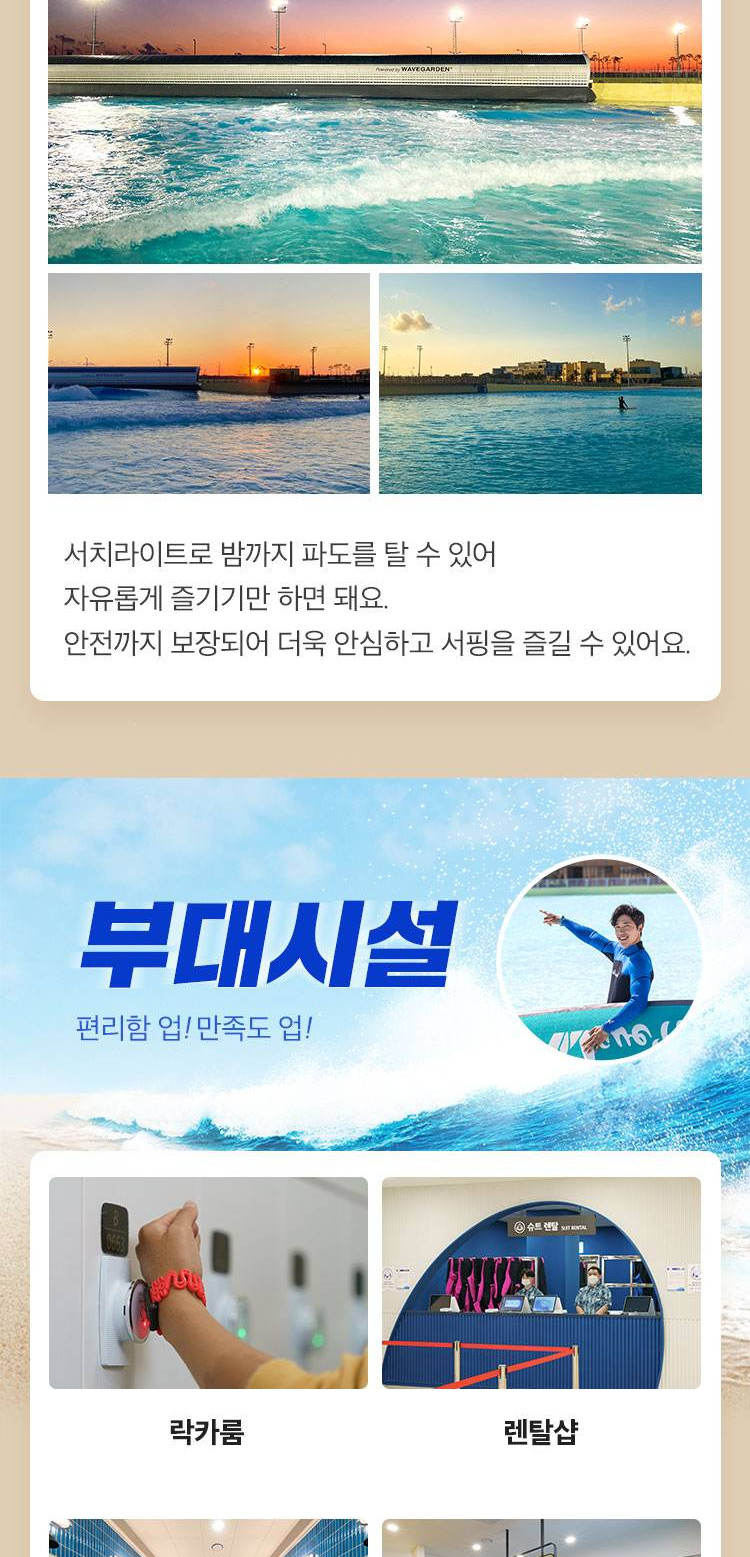 Powered by WAVEGARDEN
서치라이트로 밤까지 파도를 탈 수 있어
자유롭게 즐기기만 하면 돼요.
안전까지 보장되어 더욱 안심하고 서핑을 즐길 수 있어요.
부대시설
편리함 업! 만족도 업!
슈트 렌탈 SUIT RENTAL
락카룸
렌탈샵